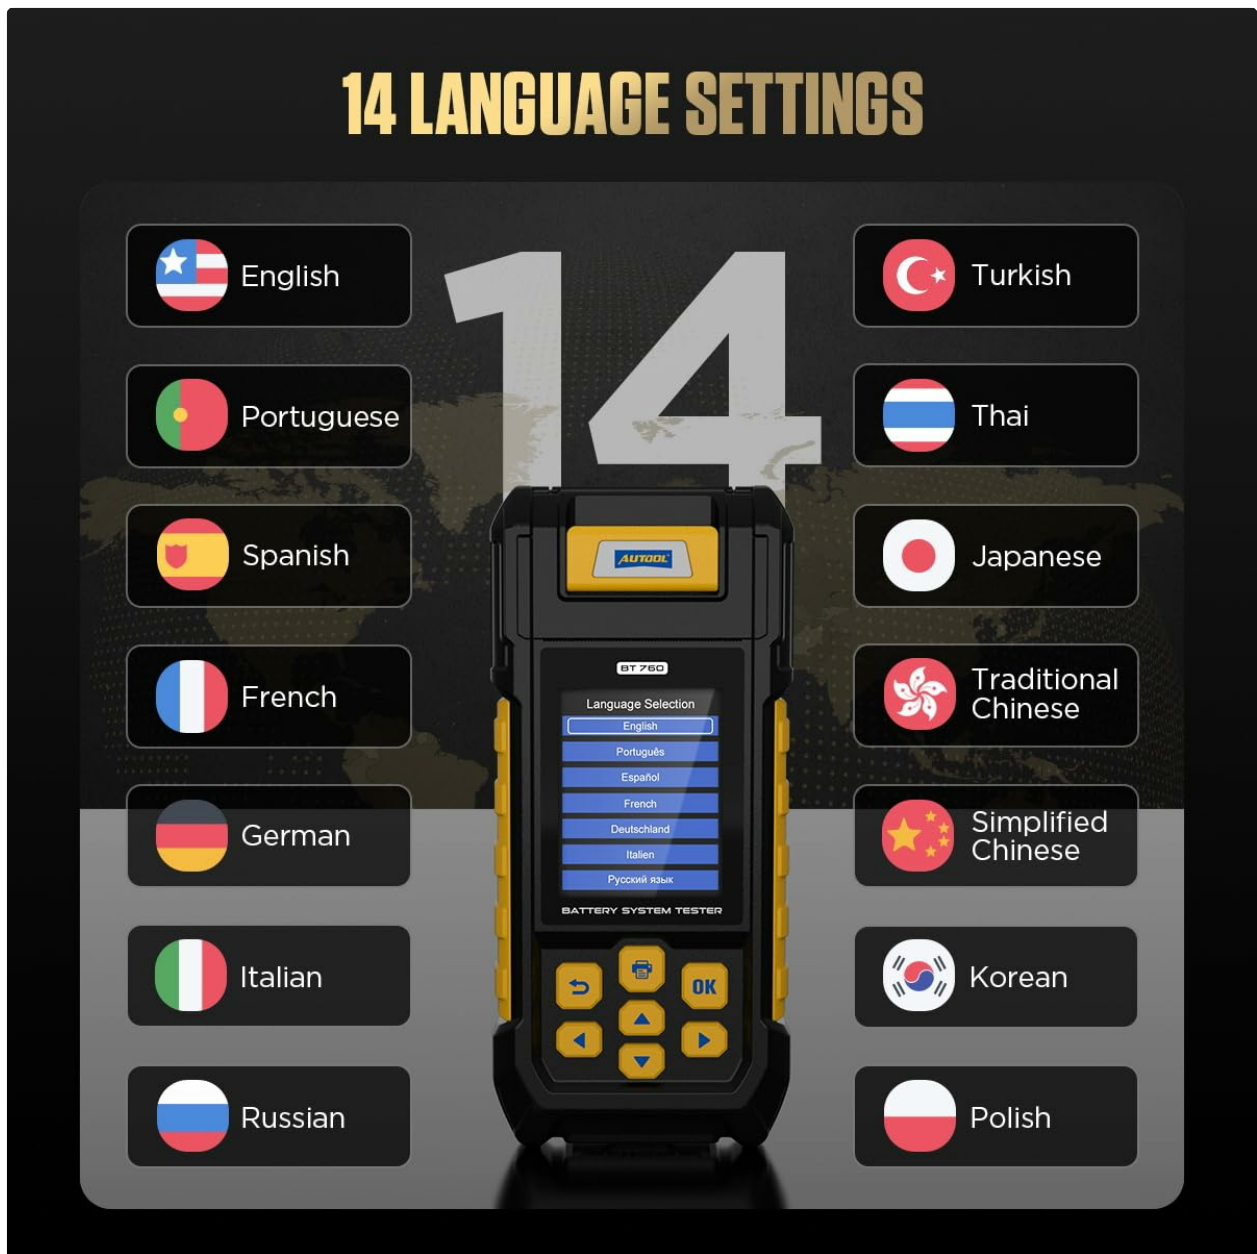 14 LANGUAGE SETTINGS
14
English
Portuguese
Spanish
French
German
Italian
Russian
Turkish
Thai
Japanese
Traditional
Chinese
Simplified
Chinese
Korean
Polish
AUTOOL
BT 760
Language Selection
English
Português
Español
French
Deutschland
Italien
Русский язык
BATTERY SYSTEM TESTER
OK